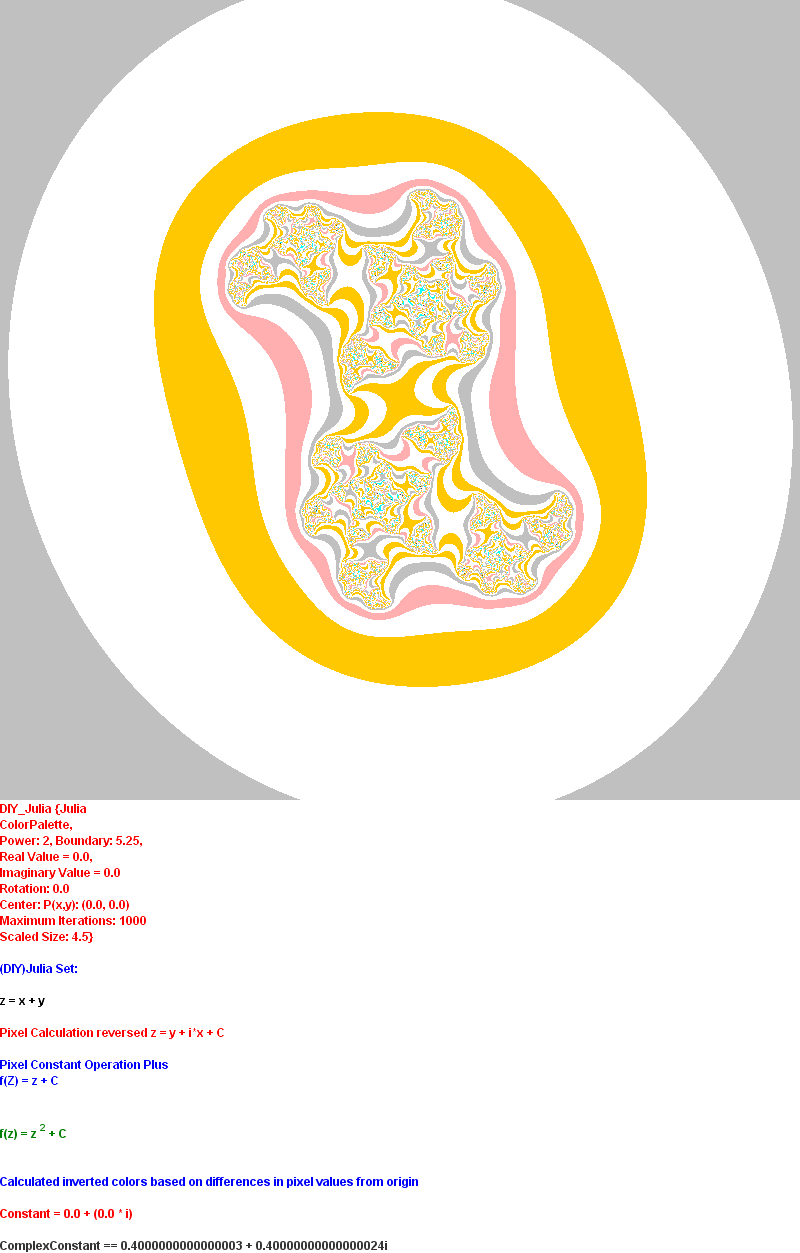 DIY_Julia {Julia
ColorPalette,
Power: 2, Boundary: 5.25,
Real Value = 0.0,
Imaginary Value = 0.0
Rotation: 0.0
Center: P(x,y): (0.0, 0.0)
Maximum Iterations: 1000
Scaled Size: 4.5}
(DIY)Julia Set:
z = x + y
Pixel Calculation reversed z = y + i*x + C
Pixel Constant Operation Plus
f(Z) = z + C
f(z) = z 2 + C
Calculated inverted colors based on differences in pixel values from origin
Constant = 0.0 + (0.0 * i)
ComplexConstant == 0.4000000000000003 + 0.40000000000000024i